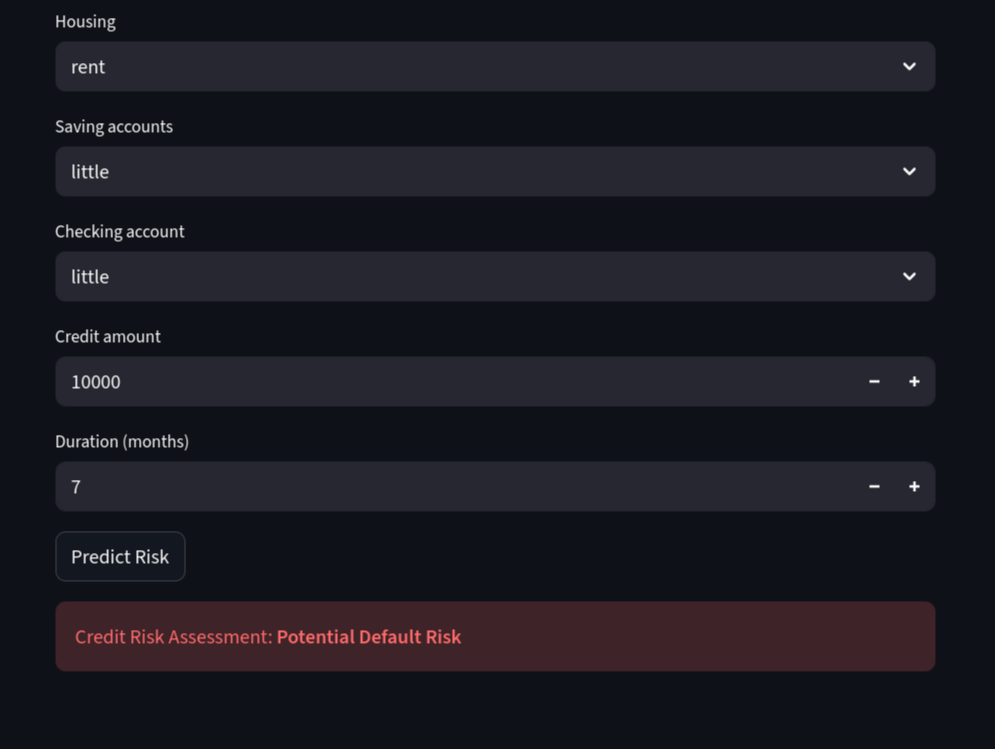 Housing
rent
Saving accounts
little
Checking account
little
Credit amount
10000
Duration (months)
7
Predict Risk
Credit Risk Assessment: Potential Default Risk